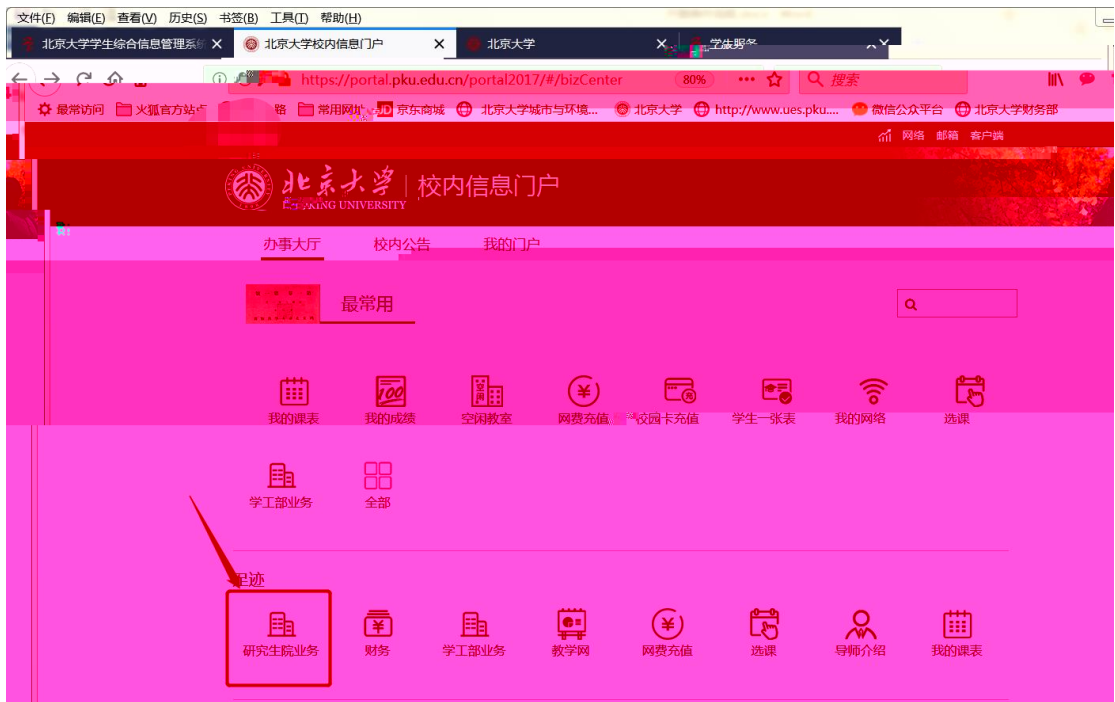 文件(F) 编辑(E) 查看(V) 历史(S) 书签(B) 工具(T) 帮助(H)
北京大学学生综合信息管理系统 北京大学校内信息门户 北京大学
https://portal.pku.edu.cn/portal2017/#/bizCenter 80% 搜索
最常访问 火狐官方站点 常用网址 JD 京东商城 北京大学城市与环境... 北京大学 http://www.ues.pku.... 微信公众平台 北京大学财务部
网络 邮箱 客户端
北京大学 校内信息门户
PEKING UNIVERSITY
办事大厅 校内公告 我的门户
最常用
我的课表 我的成绩 空闲教室 网费充值 校园卡充值 学生一张表 我的网络 选课
学工部业务 全部
足迹
研究生院业务 财务 学工部业务 教学网 网费充值 选课 导师介绍 我的课表